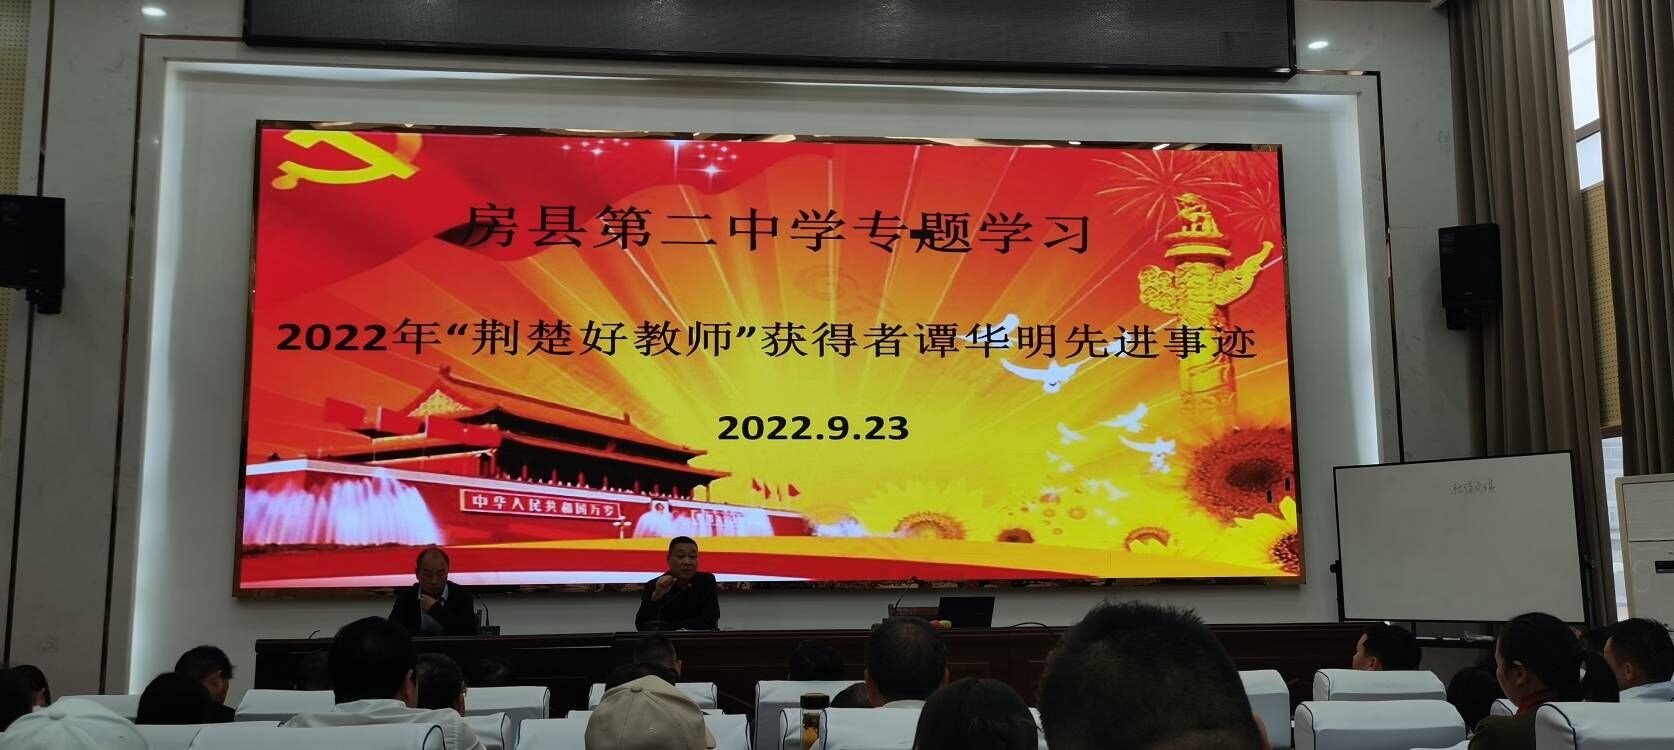 房县第二中学专题学习
2022年“荆楚好教师”获得者谭华明先进事迹
2022.9.23
中华人民共和国万岁